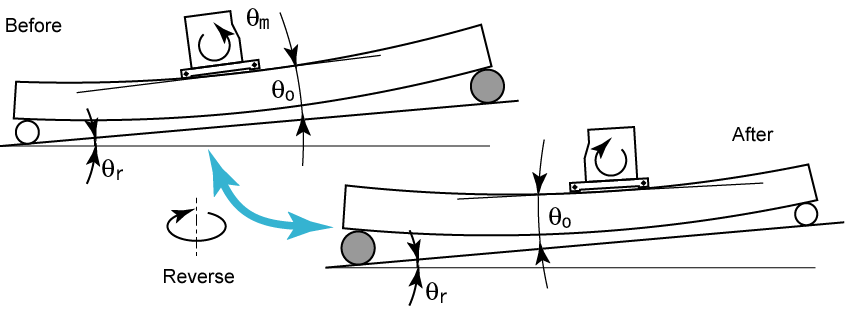 Before
θm
θo
θr
After
θo
Reverse
θr